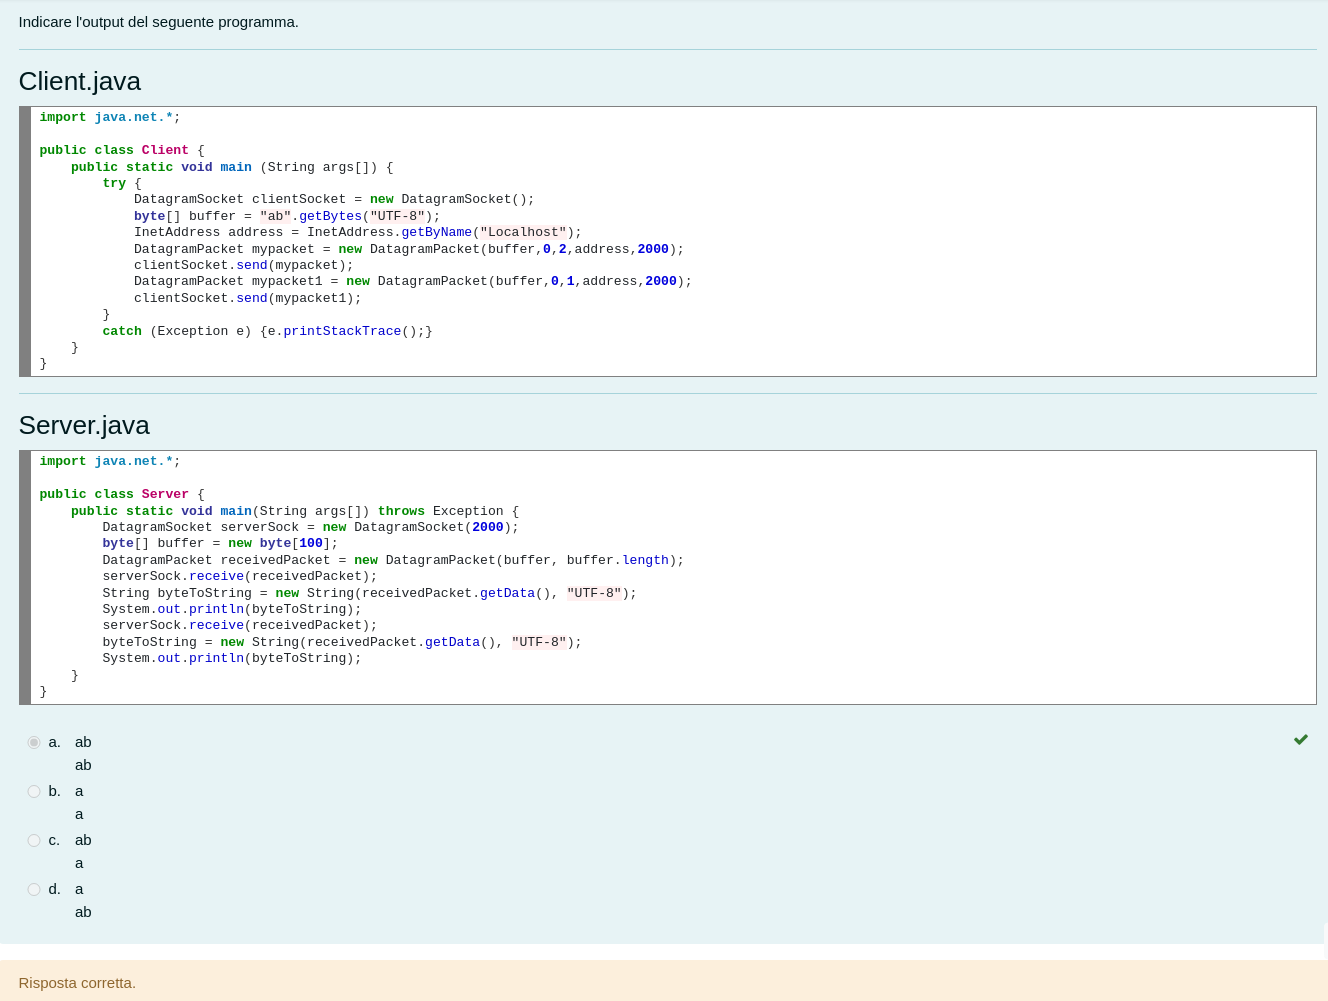 Indicare l'output del seguente programma.
Client.java
import java.net.*;
public class Client {
    public static void main (String args[]) {
        try {
            DatagramSocket clientSocket = new DatagramSocket();
            byte[] buffer = "ab".getBytes("UTF-8");
            InetAddress address = InetAddress.getByName("Localhost");
            DatagramPacket mypacket = new DatagramPacket(buffer,0,2,address,2000);
            clientSocket.send(mypacket);
            DatagramPacket mypacket1 = new DatagramPacket(buffer,0,1,address,2000);
            clientSocket.send(mypacket1);
        }
        catch (Exception e) {e.printStackTrace();}
    }
}
Server.java
import java.net.*;
public class Server {
    public static void main(String args[]) throws Exception {
        DatagramSocket serverSock = new DatagramSocket(2000);
        byte[] buffer = new byte[100];
        DatagramPacket receivedPacket = new DatagramPacket(buffer, buffer.length);
        serverSock.receive(receivedPacket);
        String byteToString = new String(receivedPacket.getData(), "UTF-8");
        System.out.println(byteToString);
        serverSock.receive(receivedPacket);
        byteToString = new String(receivedPacket.getData(), "UTF-8");
        System.out.println(byteToString);
    }
}
a. ab
ab
b. a
a
c. ab
a
d. a
ab
Risposta corretta.